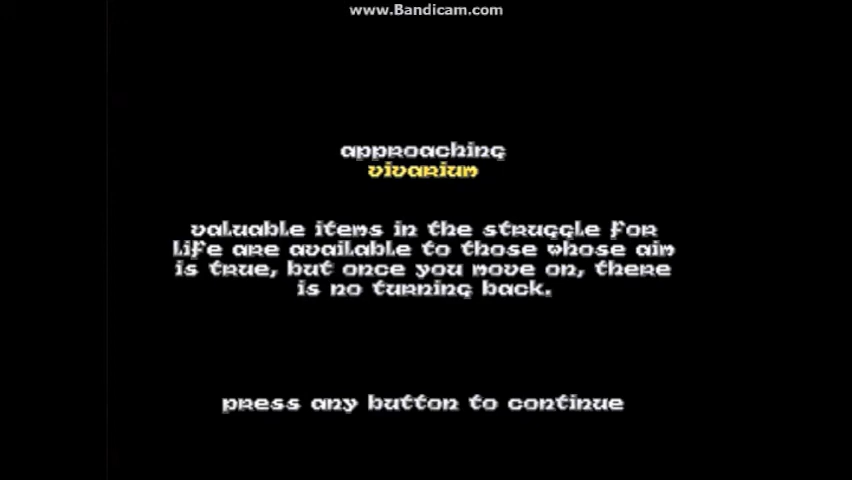 www.Bandicam.com
approaching
vivarium
valuable items in the struggle for
life are available to those whose aim
is true, but once you move on, there
is no turning back.
press any button to continue